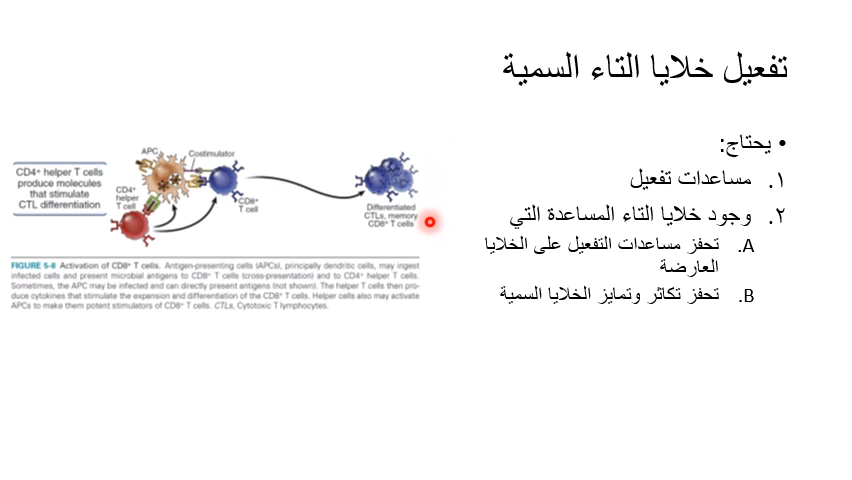 تفعيل خلايا التاء السمية
• يحتاج:
١. مساعدات تفعيل
٢. وجود خلايا التاء المساعدة التي
A. تحفز مساعدات التفعيل على الخلايا
العارضة
B. تحفز تكاثر وتمايز الخلايا السمية
CD4+ helper T cells
produce molecules
that stimulate
CTL differentiation
APC
Costimulator
CD4+
helper
T cell
CD8+
T cell
Differentiated
CTLs, memory
CD8+ T cells
FIGURE 5-8 Activation of CD8+ T cells. Antigen-presenting cells (APCs), principally dendritic cells, may ingest
infected cells and present microbial antigens to CD8+ T cells (cross-presentation) and to CD4+ helper T cells.
Sometimes, the APC may be infected and can directly present antigens (not shown). The helper T cells then pro-
duce cytokines that stimulate the expansion and differentiation of the CD8+ T cells. Helper cells also may activate
APCs to make them potent stimulators of CD8+ T cells. CTLs, Cytotoxic T lymphocytes.